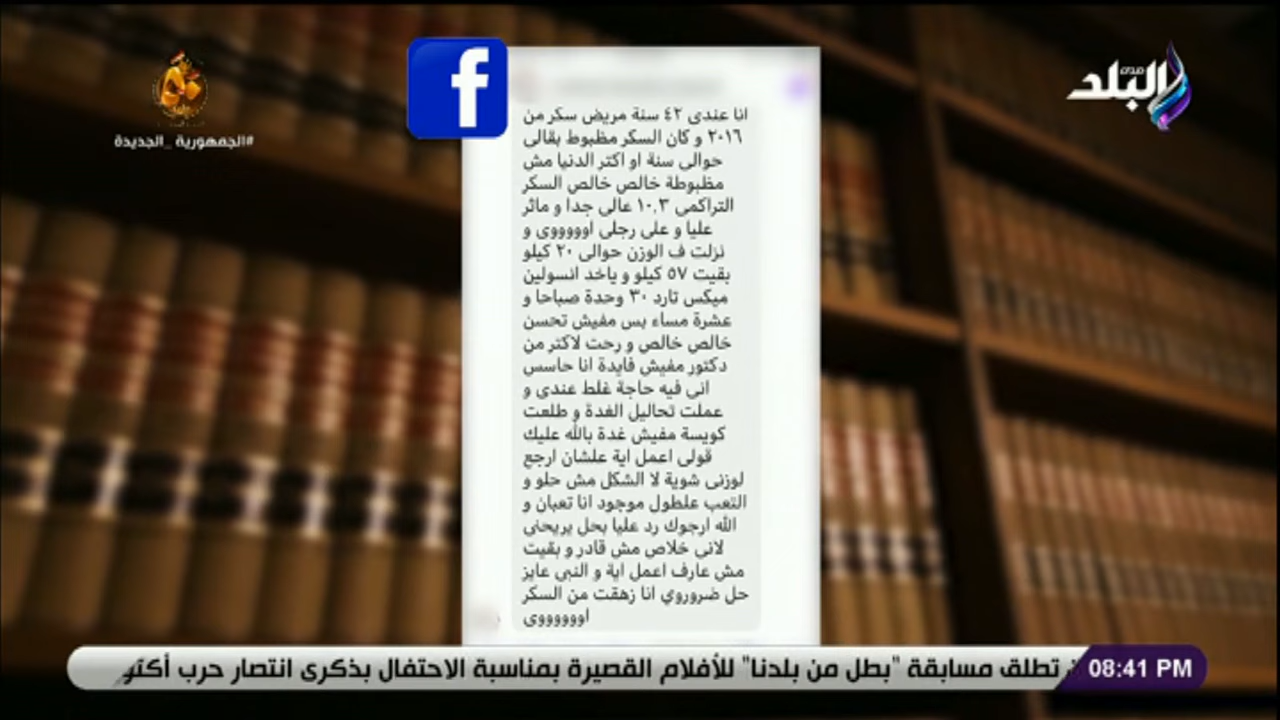 #الجمهورية_الجديدة
صدى البلد
f
انا عندى ٤٢ سنة مريض سكر من
٢٠١٦ و كان السكر مظبوط بقالى
حوالى سنة او اكتر الدنيا مش
مظبوطة خالص خالص السكر
التراكمى ١٠,٣ عالى جدا و ماثر
عليا و على رجلى اوووووى و
نزلت ف الوزن حوالى ٢٠ كيلو
بقيت ٥٧ كيلو و ياخد انسولين
ميكس تارد ٣٠ وحدة صباحا و
عشرة مساء بس مفيش تحسن
خالص خالص و رحت لاكتر من
دكتور مفيش فايدة انا حاسس
انى فيه حاجة غلط عندى و
عملت تحاليل الغدة و طلعت
كويسة مفيش غدة بالله عليك
قولى اعمل اية علشان ارجع
لوزنى شوية لا الشكل مش حلو و
التعب علطول موجود انا تعبان و
الله ارجوك رد عليا بحل يريحنى
لانى خلاص مش قادر و بقيت
مش عارف اعمل اية و النبى عايز
حل ضروروي انا زهقت من السكر
اوووووووى
تطلق مسابقة "بطل من بلدنا" للأفلام القصيرة بمناسبة الاحتفال بذكرى انتصار حرب أكتو
08:41 PM